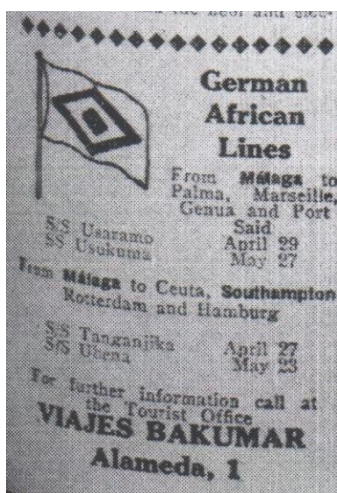 German
African
Lines
From Málaga to
Palma, Marseille,
Genua and Port
Said
S/S Usaramo April 29
SS Usukuma May 27
From Málaga to Ceuta, Southampton
Rotterdam and Hamburg
S/S Tanganjika April 27
S/S Ubena May 23
For further information call at
the Tourist Office
VIAJES BAKUMAR
Alameda, 1